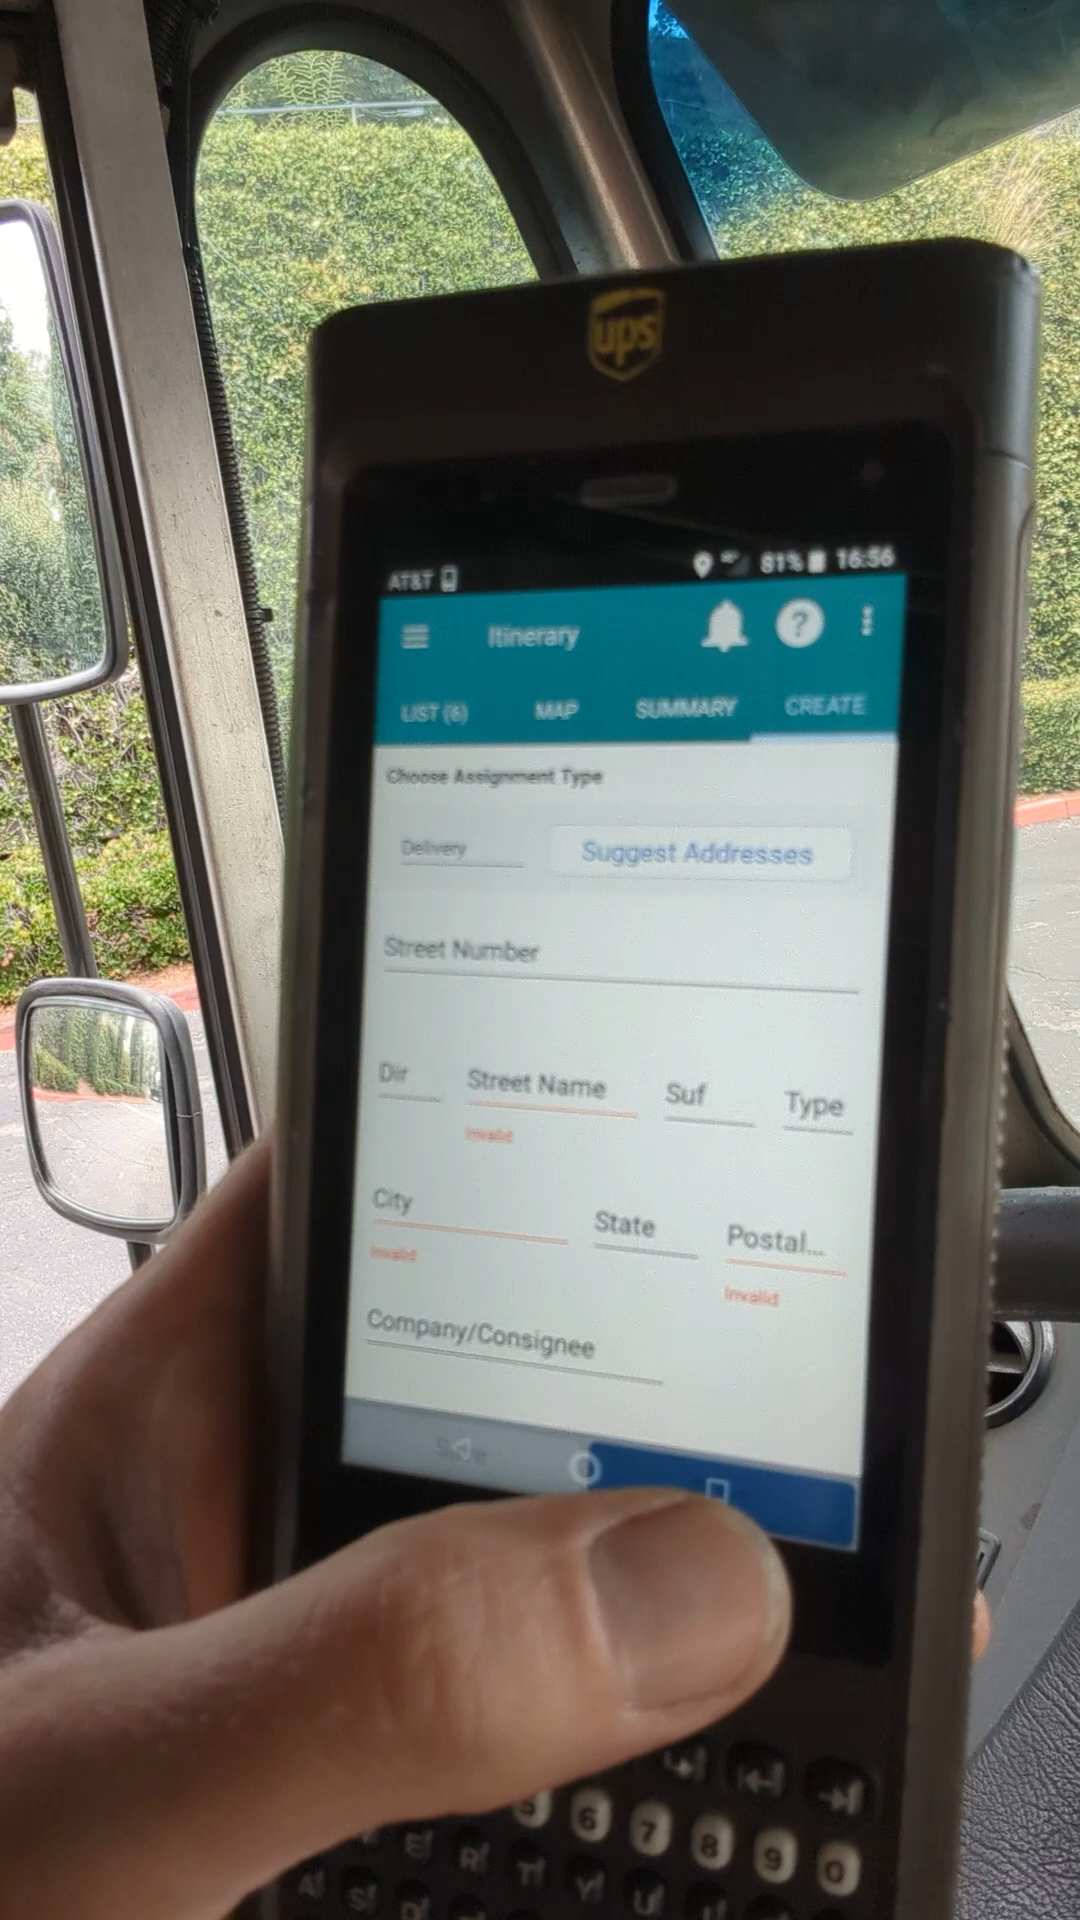 ups
AT&T 81% 16:56
Itinerary ?
LIST (6) MAP SUMMARY CREATE
Choose Assignment Type
Delivery Suggest Addresses
Street Number
Dir Street Name Suf Type
Invalid
City State Postal...
Invalid Invalid
Company/Consignee
5 6 7 8 9 0
E R T Y U
A S D